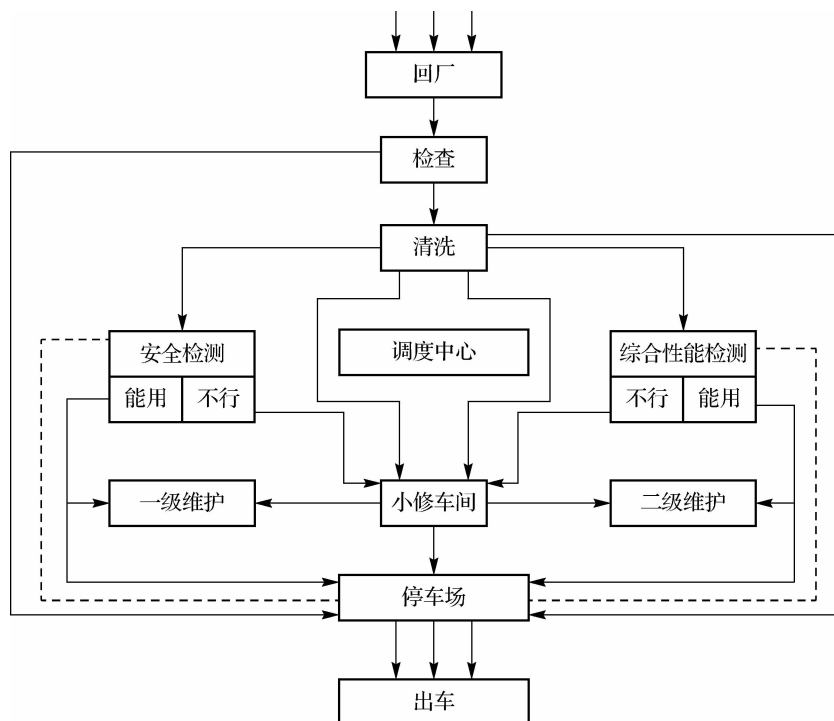 回厂
检查
清洗
安全检测
调度中心
综合性能检测
能用
不行
不行
能用
一级维护
小修车间
二级维护
停车场
出车